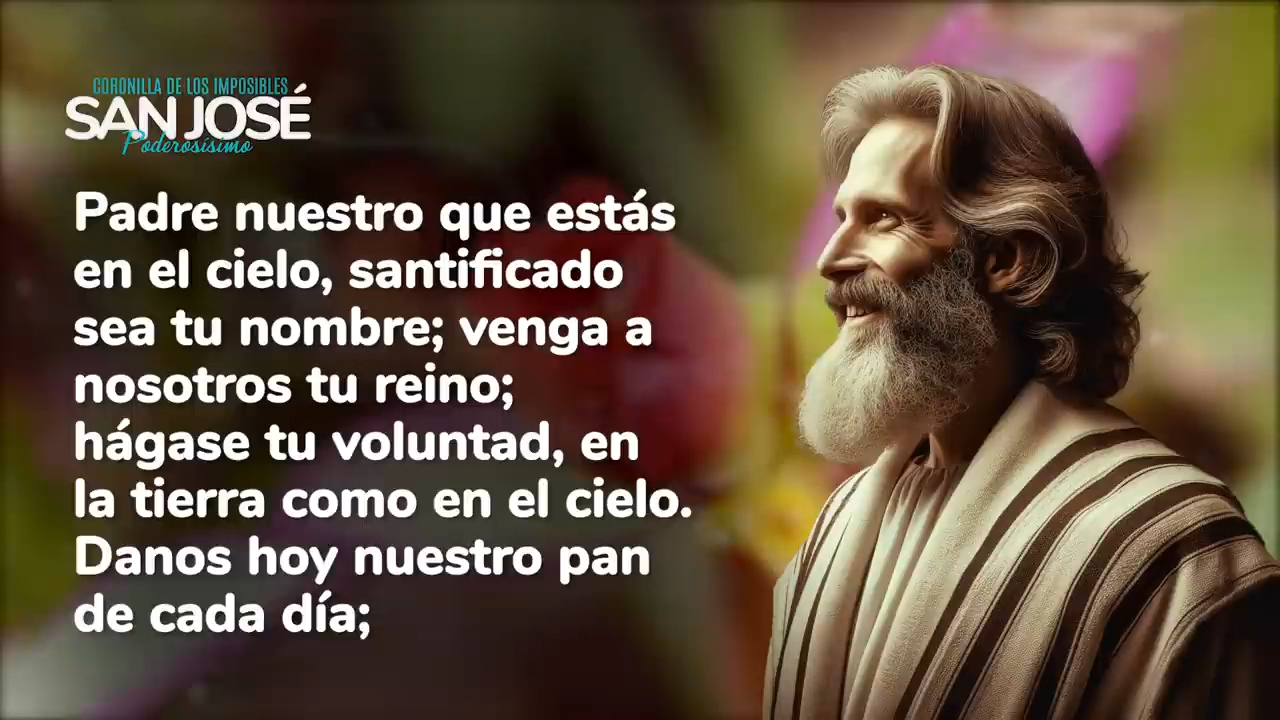 CORONILLA DE LOS IMPOSIBLES
SAN JOSÉ
Poderosísimo
Padre nuestro que estás
en el cielo, santificado
sea tu nombre; venga a
nosotros tu reino;
hágase tu voluntad, en
la tierra como en el cielo.
Danos hoy nuestro pan
de cada día;